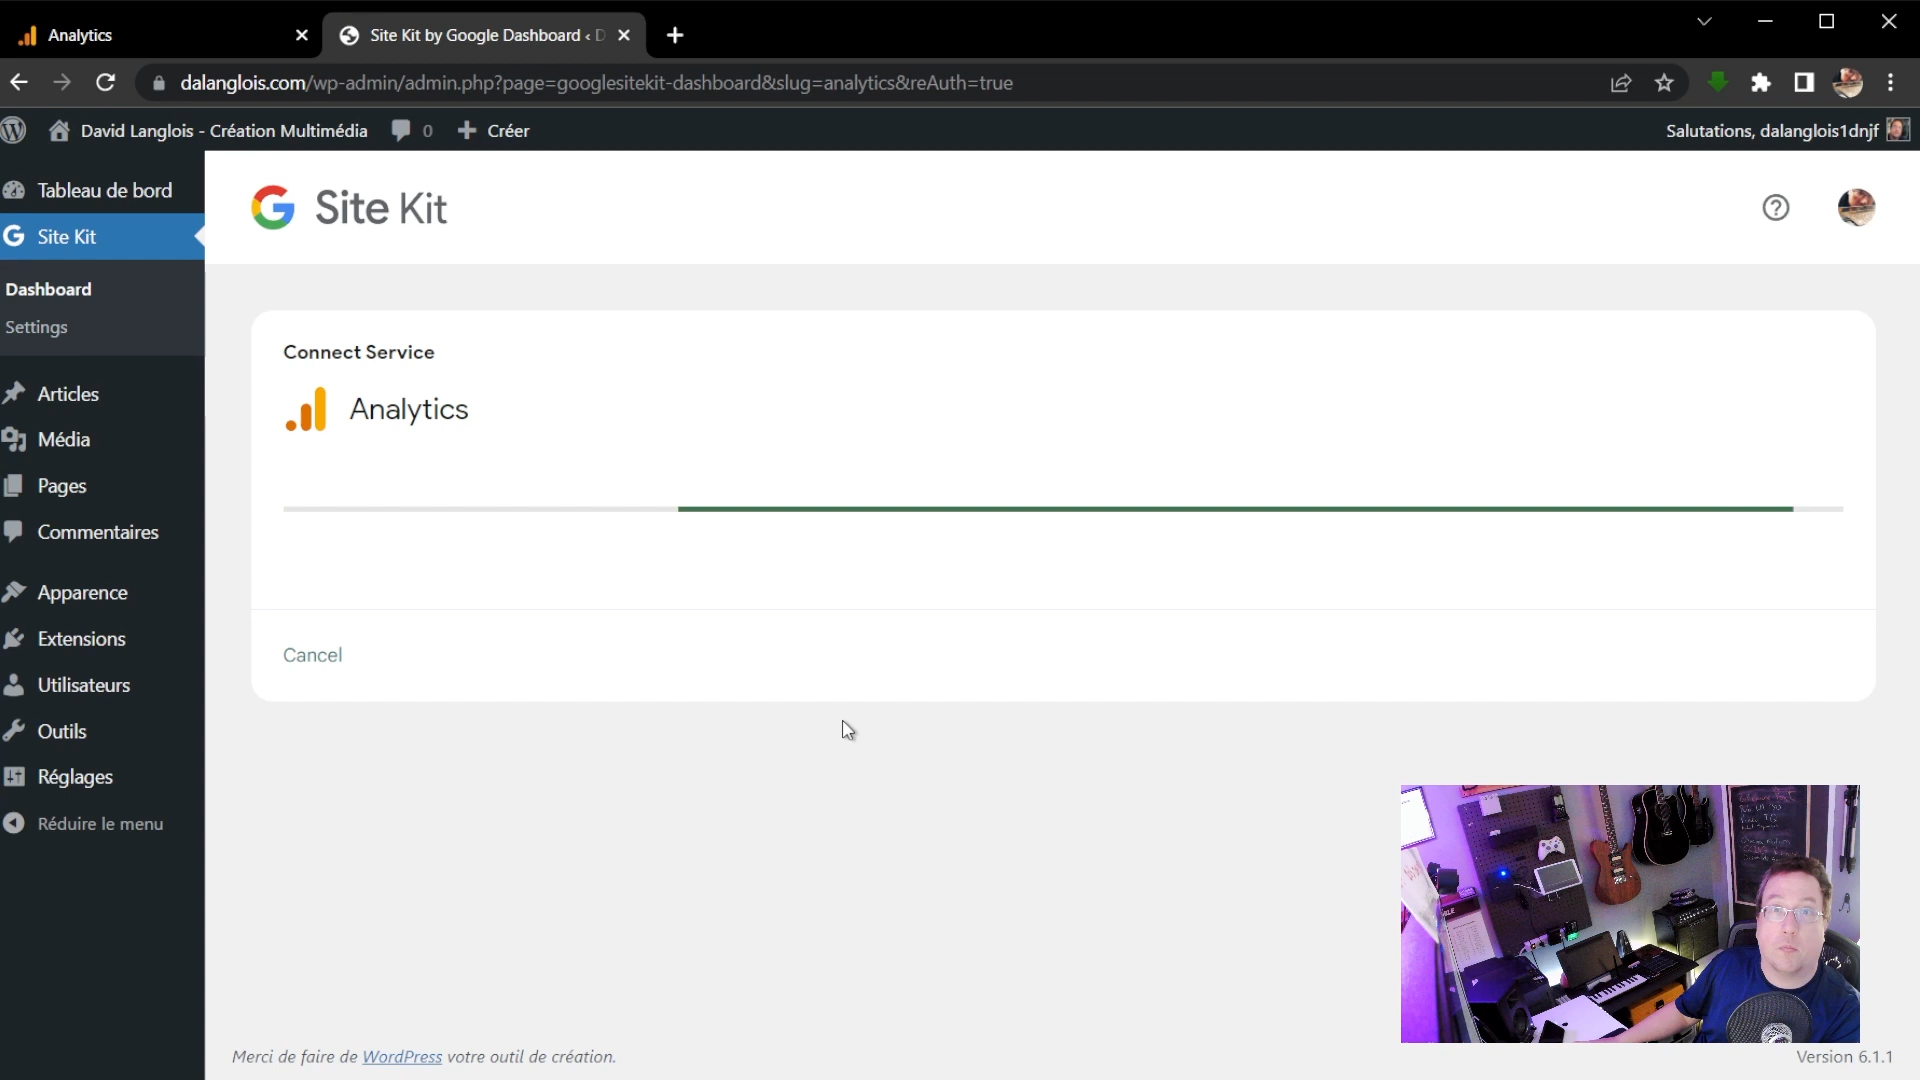 Analytics
Site Kit by Google Dashboard ‹ D
dalanglois.com/wp-admin/admin.php?page=googlesitekit-dashboard&slug=analytics&reAuth=true
David Langlois - Création Multimédia
0
Créer
Salutations, dalanglois1dnjf
Tableau de bord
Site Kit
Dashboard
Settings
Articles
Média
Pages
Commentaires
Apparence
Extensions
Utilisateurs
Outils
Réglages
Réduire le menu
Site Kit
Connect Service
Analytics
Cancel
Merci de faire de WordPress votre outil de création.
Version 6.1.1